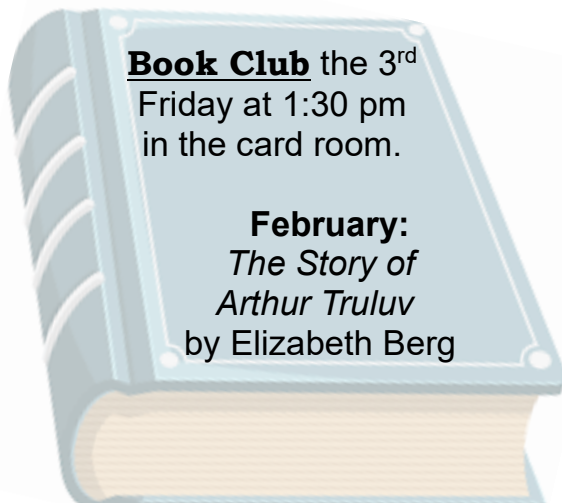 Book Club the 3rd
Friday at 1:30 pm
in the card room.
February:
The Story of
Arthur Truluv
by Elizabeth Berg